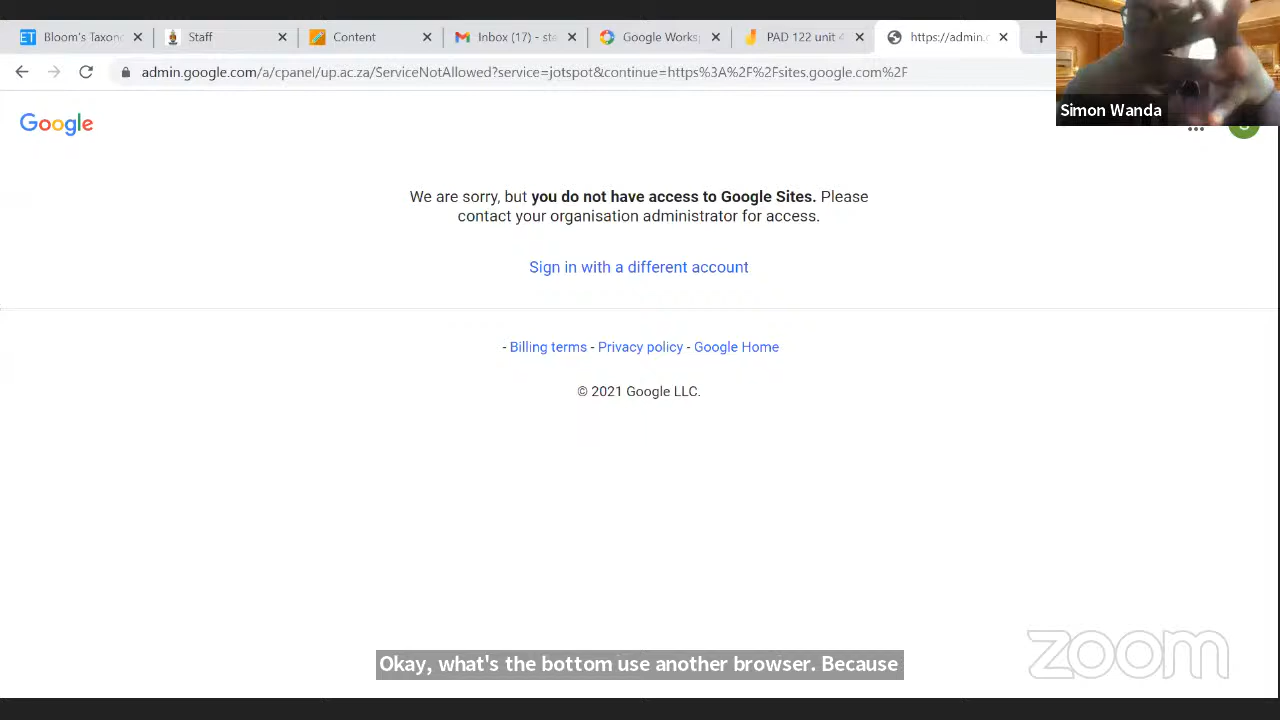 ET Bloom's Taxono
Staff
Content
Inbox (17) - sta
Google Works
PAD 122 unit 4
https://admin.c
admin.google.com/a/cpanel/up.ac.za/ServiceNotAllowed?service=jotspot&continue=https%3A%2F%2Fsites.google.com%2F
Simon Wanda
Google
We are sorry, but you do not have access to Google Sites. Please
contact your organisation administrator for access.
Sign in with a different account
- Billing terms - Privacy policy - Google Home
© 2021 Google LLC.
Okay, what's the bottom use another browser. Because
zoom